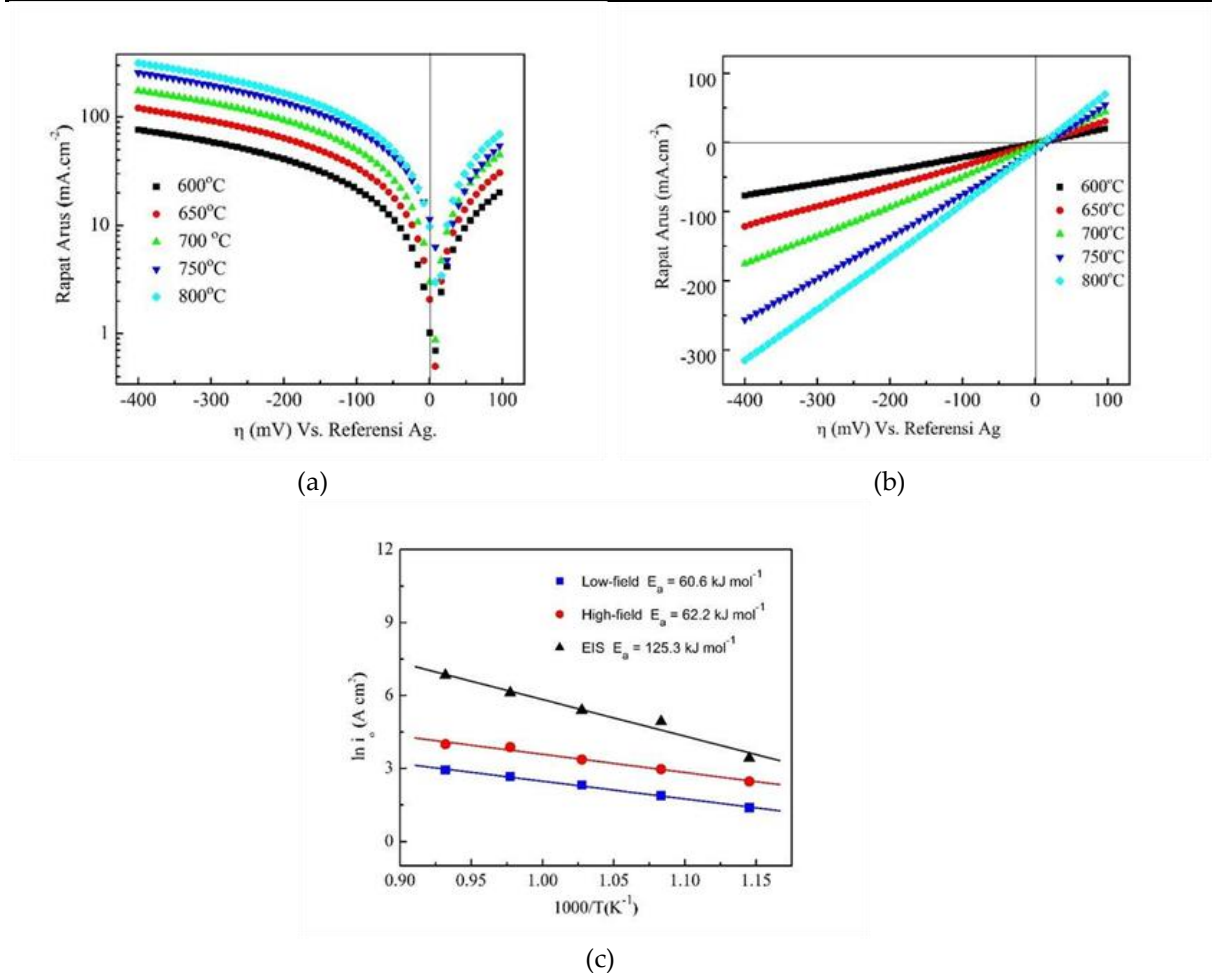 100
10
1
Rapat Arus (mA.cm⁻²)
600°C
650°C
700 °C
750°C
800°C
-400 -300 -200 -100 0 100
η (mV) Vs. Referensi Ag.
(a)
100
0
-100
-200
-300
Rapat Arus (mA.cm⁻²)
600°C
650°C
700°C
750°C
800°C
-400 -300 -200 -100 0 100
η (mV) Vs. Referensi Ag
(b)
12
9
6
3
0
ln i₀ (A cm²)
Low-field Eₐ = 60.6 kJ mol⁻¹
High-field Eₐ = 62.2 kJ mol⁻¹
EIS Eₐ = 125.3 kJ mol⁻¹
0.90 0.95 1.00 1.05 1.10 1.15
1000/T(K⁻¹)
(c)